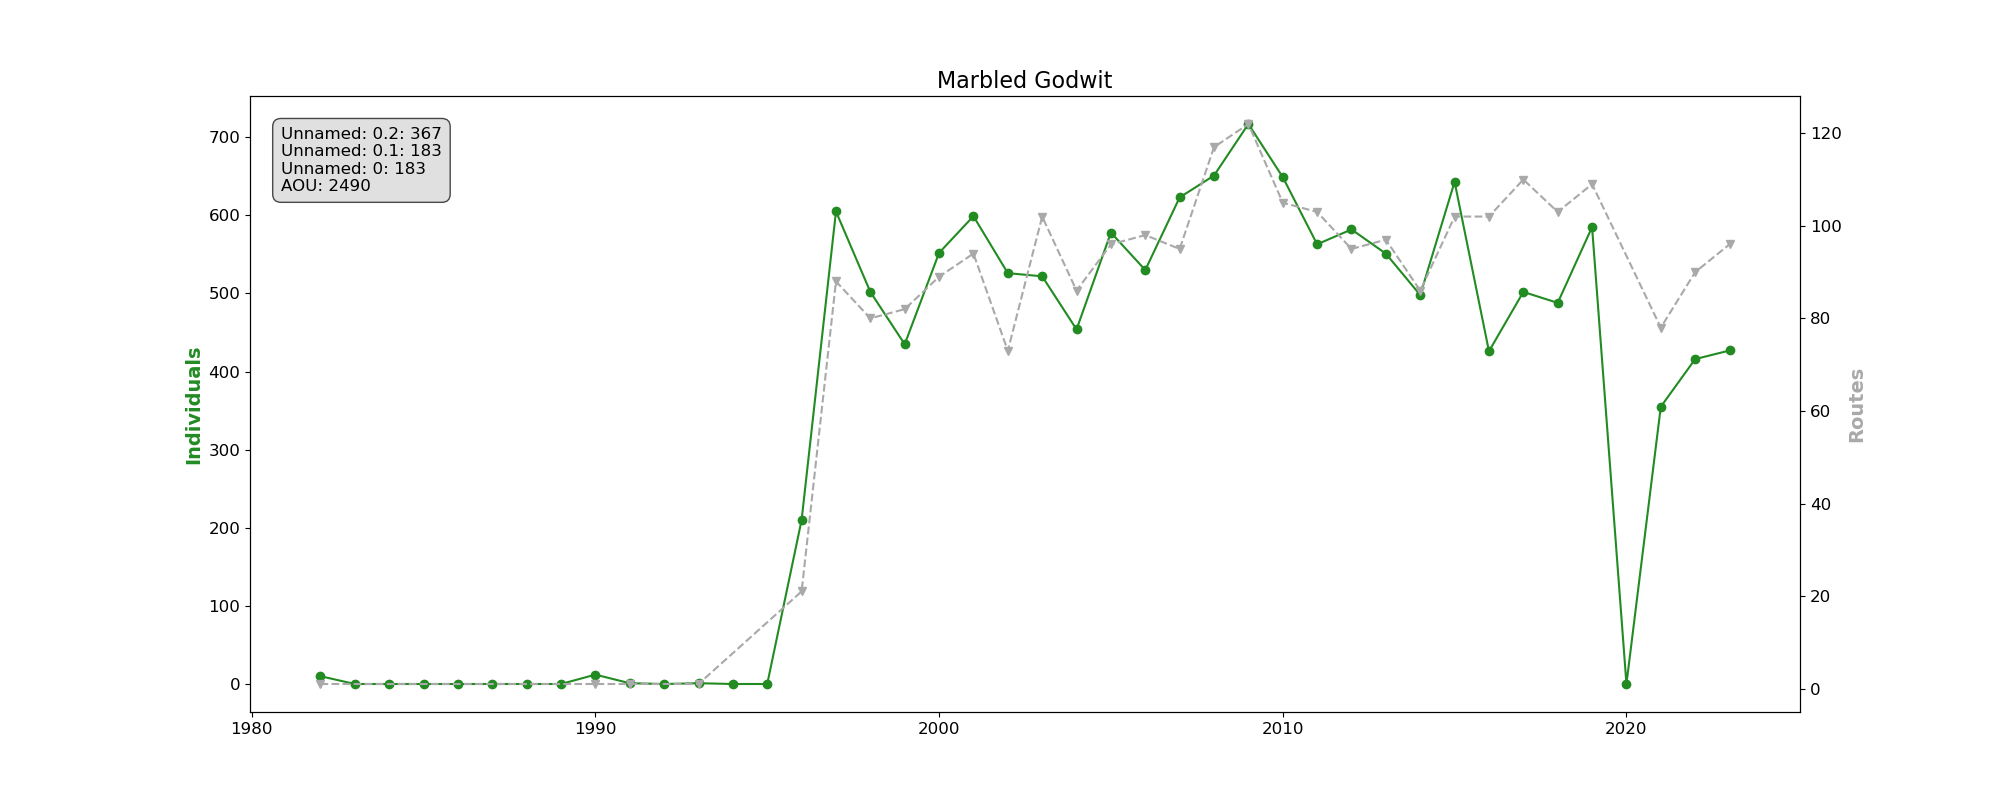 Marbled Godwit
Unnamed: 0.2: 367
Unnamed: 0.1: 183
Unnamed: 0: 183
AOU: 2490
Individuals
700
600
500
400
300
200
100
0
1980
1990
2000
2010
2020
120
100
80
60
40
20
0
Routes